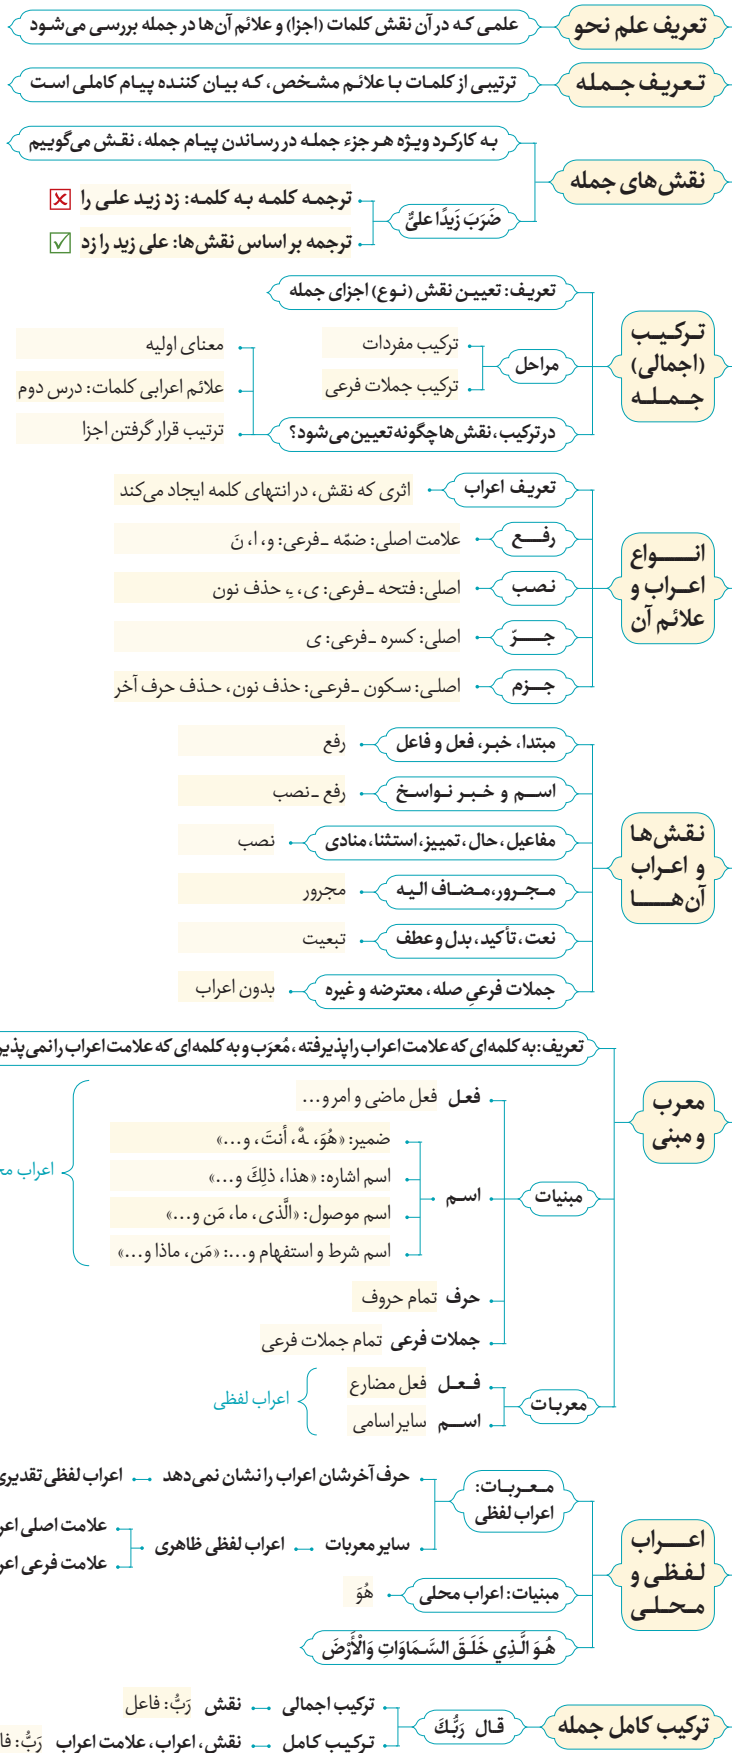 تعریف علم نحو
علمی که در آن نقش کلمات (اجزا) و علائم آن‌ها در جمله بررسی می‌شود
تعریف جمله
ترتیبی از کلمات با علائم مشخص، که بیان کننده پیام کاملی است
نقش‌های جمله
به کارکرد ویژه هر جزء جمله در رساندن پیام جمله، نقش می‌گوییم
ضَرَبَ زَیدًا علیٌّ
ترجمه کلمه به کلمه: زد زید علی را
ترجمه بر اساس نقش‌ها: علی زید را زد
ترکیب
(اجمالی)
جمله
تعریف: تعیین نقش (نوع) اجزای جمله
مراحل
ترکیب مفردات
ترکیب جملات فرعی
در ترکیب، نقش‌ها چگونه تعیین می‌شود؟
معنای اولیه
علائم اعرابی کلمات: درس دوم
ترتیب قرار گرفتن اجزا
انواع
اعراب و
علائم آن
تعریف اعراب
اثری که نقش، در انتهای کلمه ایجاد می‌کند
رفع
علامت اصلی: ضمّه ـ فرعی: و، ا، نَ
نصب
اصلی: فتحه ـ فرعی: ی، ـِ، حذف نون
جرّ
اصلی: کسره ـ فرعی: ی
جزم
اصلی: سکون ـ فرعی: حذف نون، حذف حرف آخر
نقش‌ها
و اعراب
آن‌ها
مبتدا، خبر، فعل و فاعل
رفع
اسم و خبر نواسخ
رفع ـ نصب
مفاعیل، حال، تمییز، استثنا، منادی
نصب
مجرور، مضاف الیه
مجرور
نعت، تأکید، بدل و عطف
تبعیت
جملات فرعیِ صله، معترضه و غیره
بدون اعراب
معرب
و مبنی
تعریف: به کلمه‌ای که علامت اعراب را پذیرفته، مُعرَب و به کلمه‌ای که علامت اعراب را نمی‌پذیر
مبنیات
فعل فعل ماضی و امر و...
اسم
ضمیر: «هُوَ، ـهُ، أنتَ، و...»
اسم اشاره: «هذا، ذلِكَ و...»
اسم موصول: «الَّذی، ما، مَن و...»
اسم شرط و استفهام و...: «مَن، ماذا و...»
اعراب مح
حرف تمام حروف
جملات فرعی تمام جملات فرعی
معربات
فعل فعل مضارع
اسم سایر اسامی
اعراب لفظی
اعراب
لفظی و
محلی
معربات:
اعراب لفظی
حرف آخرشان اعراب را نشان نمی‌دهد
اعراب لفظی تقدیری
سایر معربات
اعراب لفظی ظاهری
علامت اصلی اعر
علامت فرعی اعر
مبنیات: اعراب محلی
هُوَ
هُوَ الَّذِي خَلَقَ السَّمَاوَاتِ وَالْأَرْضَ
ترکیب کامل جمله
قال رَبُّكَ
ترکیب اجمالی
نقش رَبُّ: فاعل
ترکیب کامل
نقش، اعراب، علامت اعراب رَبُّ: فا